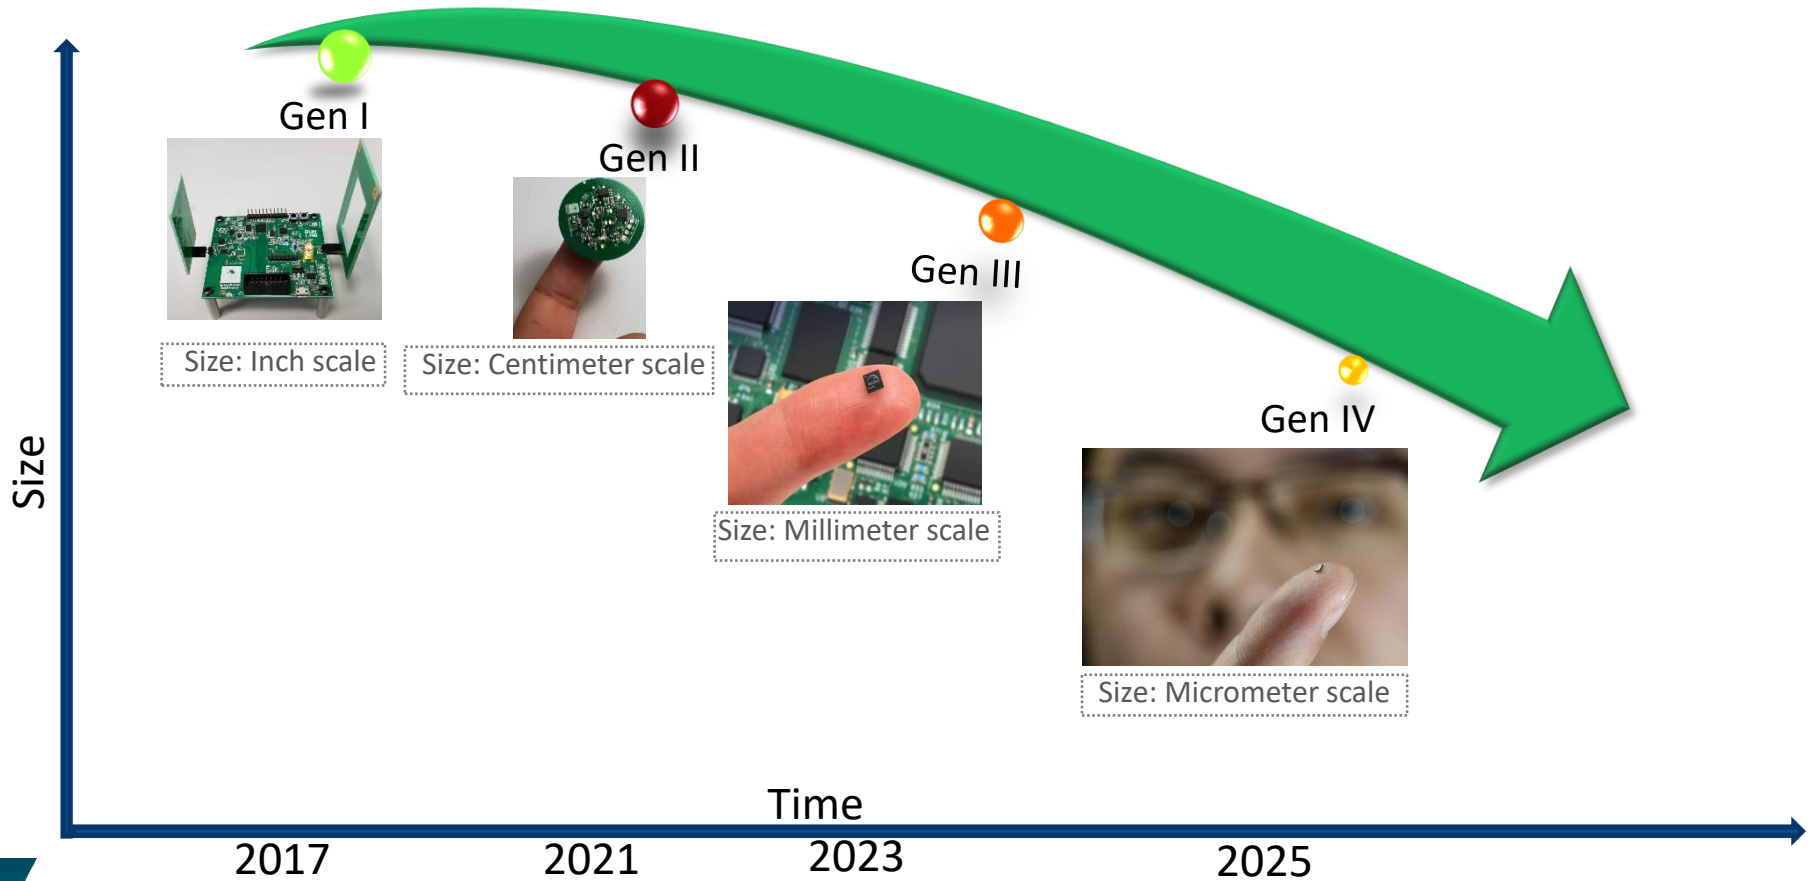 Gen I
Gen II
Gen III
Gen IV
Size: Inch scale
Size: Centimeter scale
Size: Millimeter scale
Size: Micrometer scale
Size
Time
2017
2021
2023
2025